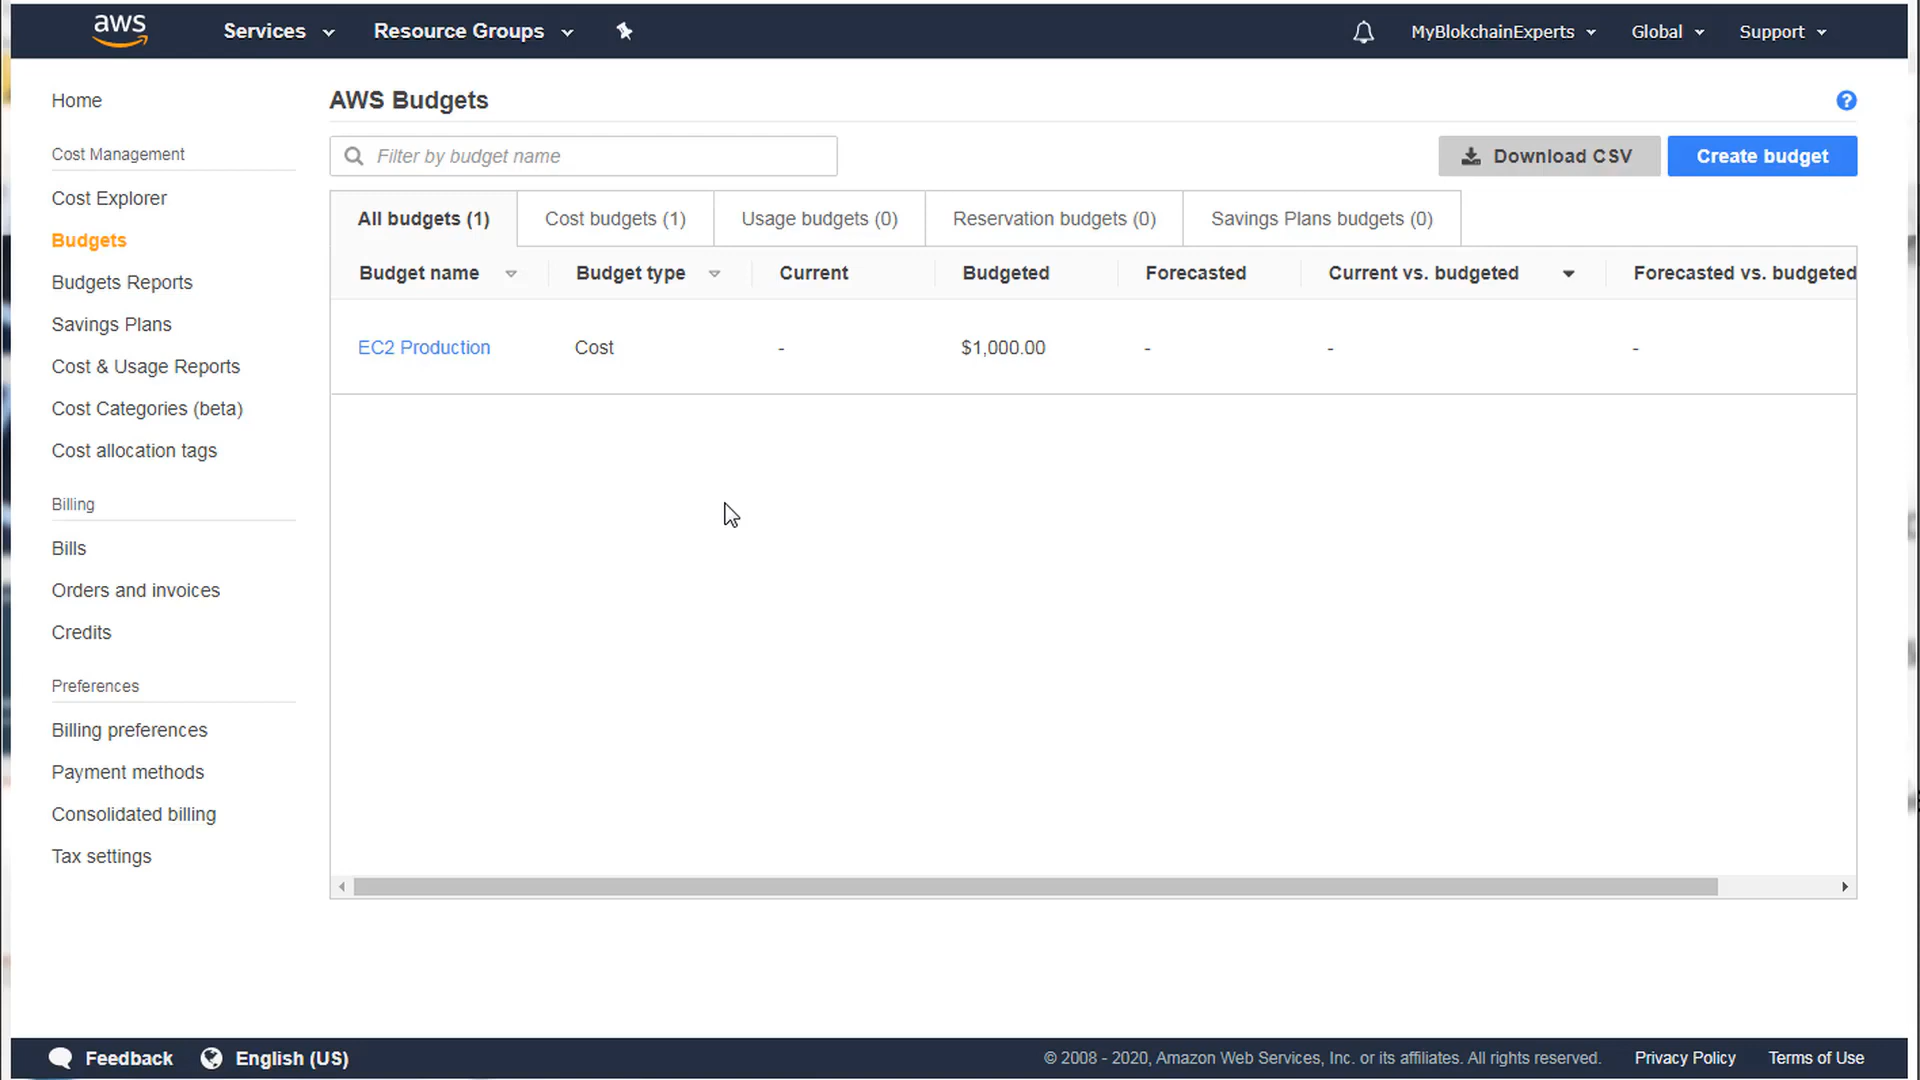 aws Services Resource Groups MyBlokchainExperts Global Support
Home
Cost Management
Cost Explorer
Budgets
Budgets Reports
Savings Plans
Cost & Usage Reports
Cost Categories (beta)
Cost allocation tags
Billing
Bills
Orders and invoices
Credits
Preferences
Billing preferences
Payment methods
Consolidated billing
Tax settings
AWS Budgets ?
Filter by budget name Download CSV Create budget
All budgets (1) Cost budgets (1) Usage budgets (0) Reservation budgets (0) Savings Plans budgets (0)
Budget name Budget type Current Budgeted Forecasted Current vs. budgeted Forecasted vs. budgeted
EC2 Production Cost - $1,000.00 - - -
Feedback English (US) © 2008 - 2020, Amazon Web Services, Inc. or its affiliates. All rights reserved. Privacy Policy Terms of Use